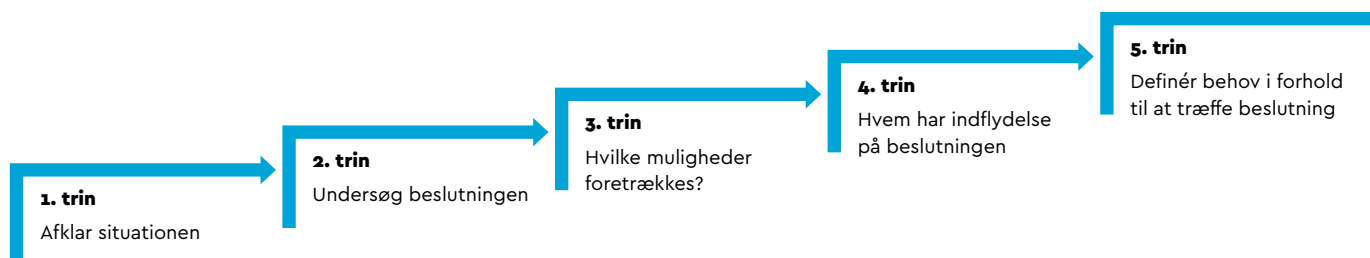 1. trin
Afklar situationen
2. trin
Undersøg beslutningen
3. trin
Hvilke muligheder
foretrækkes?
4. trin
Hvem har indflydelse
på beslutningen
5. trin
Definér behov i forhold
til at træffe beslutning